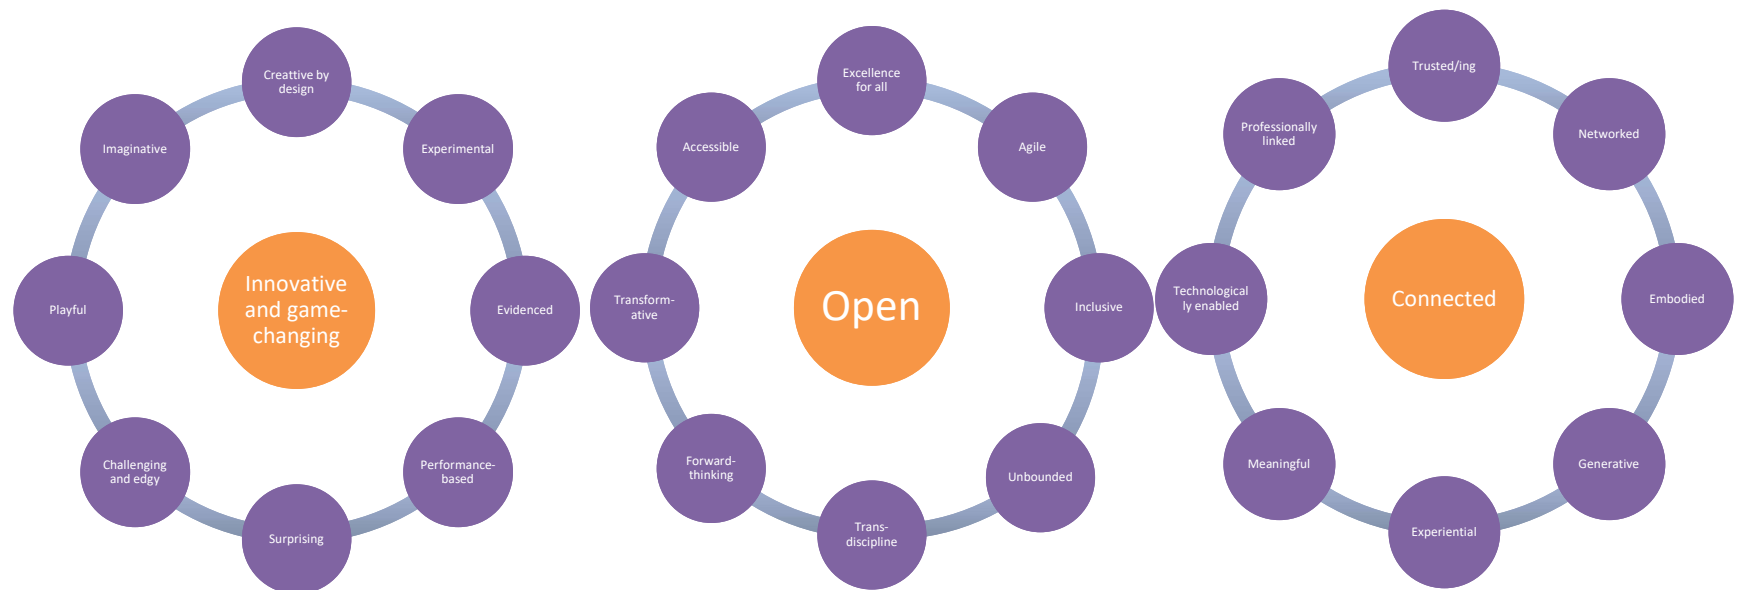 Creattive by
design
Experimental
Evidenced
Performance-
based
Surprising
Challenging
and edgy
Playful
Imaginative
Innovative
and game-
changing
Excellence
for all
Agile
Inclusive
Unbounded
Trans-
discipline
Forward-
thinking
Transform-
ative
Accessible
Open
Trusted/ing
Networked
Embodied
Generative
Experiential
Meaningful
Technological
ly enabled
Professionally
linked
Connected